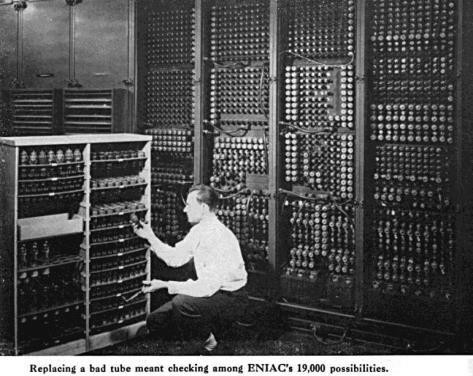 Replacing a bad tube meant checking among ENIAC's 19,000 possibilities.